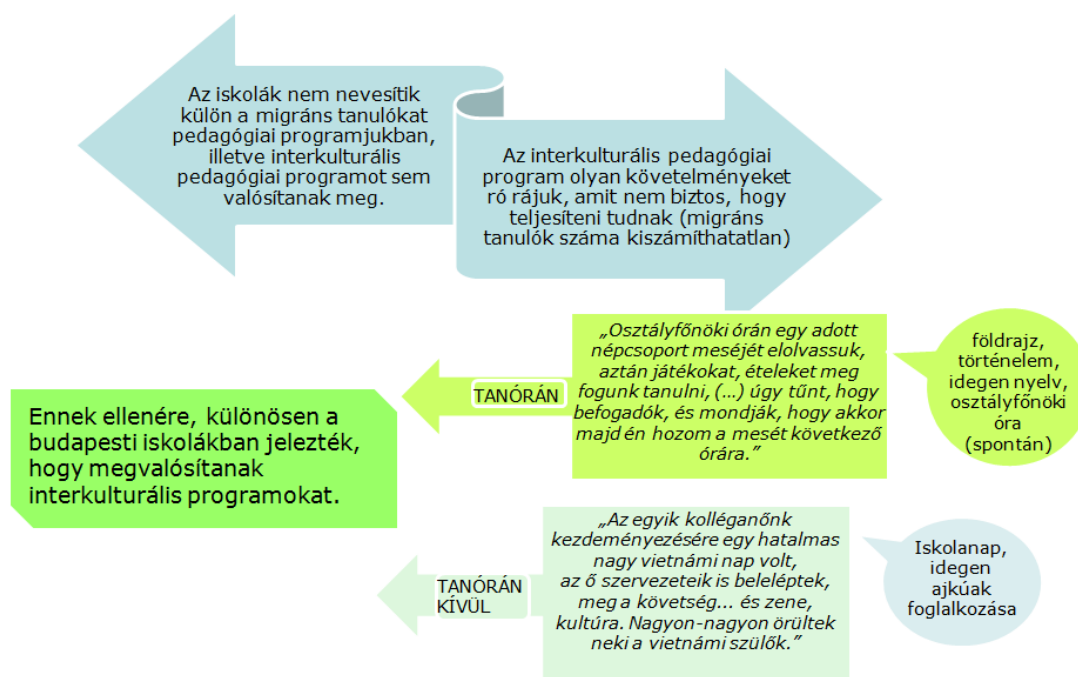 Az iskolák nem nevesítik
külön a migráns tanulókat
pedagógiai programjukban,
illetve interkulturális
pedagógiai programot sem
valósítanak meg.
Az interkulturális pedagógiai
program olyan követelményeket
ró rájuk, amit nem biztos, hogy
teljesíteni tudnak (migráns
tanulók száma kiszámíthatatlan)
Ennek ellenére, különösen a
budapesti iskolákban jelezték,
hogy megvalósítanak
interkulturális programokat.
TANÓRÁN
„Osztályfőnöki órán egy adott
népcsoport meséjét elolvassuk,
aztán játékokat, ételeket meg
fogunk tanulni, (...) úgy tűnt, hogy
befogadók, és mondják, hogy akkor
majd én hozom a mesét következő
órára.”
földrajz,
történelem,
idegen nyelv,
osztályfőnöki
óra
(spontán)
TANÓRÁN
KÍVÜL
„Az egyik kolléganőnk
kezdeményezésére egy hatalmas
nagy vietnámi nap volt,
az ő szervezeteik is beleléptek,
meg a követség... és zene,
kultúra. Nagyon-nagyon örültek
neki a vietnámi szülők.”
Iskolanap,
idegen
ajkúak
foglalkozása